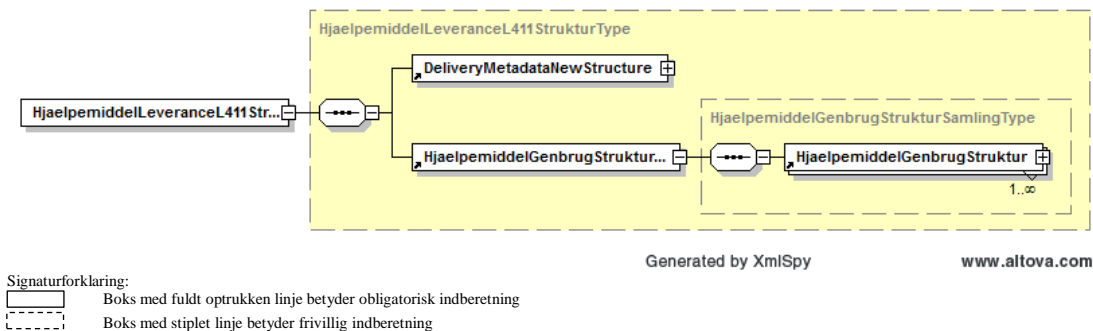 HjaelpemiddelLeveranceL411StrukturType
DeliveryMetadataNewStructure
HjaelpemiddelLeveranceL411Str...
HjaelpemiddelGenbrugStrukturSamlingType
HjaelpemiddelGenbrugStruktur...
HjaelpemiddelGenbrugStruktur
1..∞
Generated by XmlSpy
www.altova.com
Signaturforklaring:
Boks med fuldt optrukken linje betyder obligatorisk indberetning
Boks med stiplet linje betyder frivillig indberetning